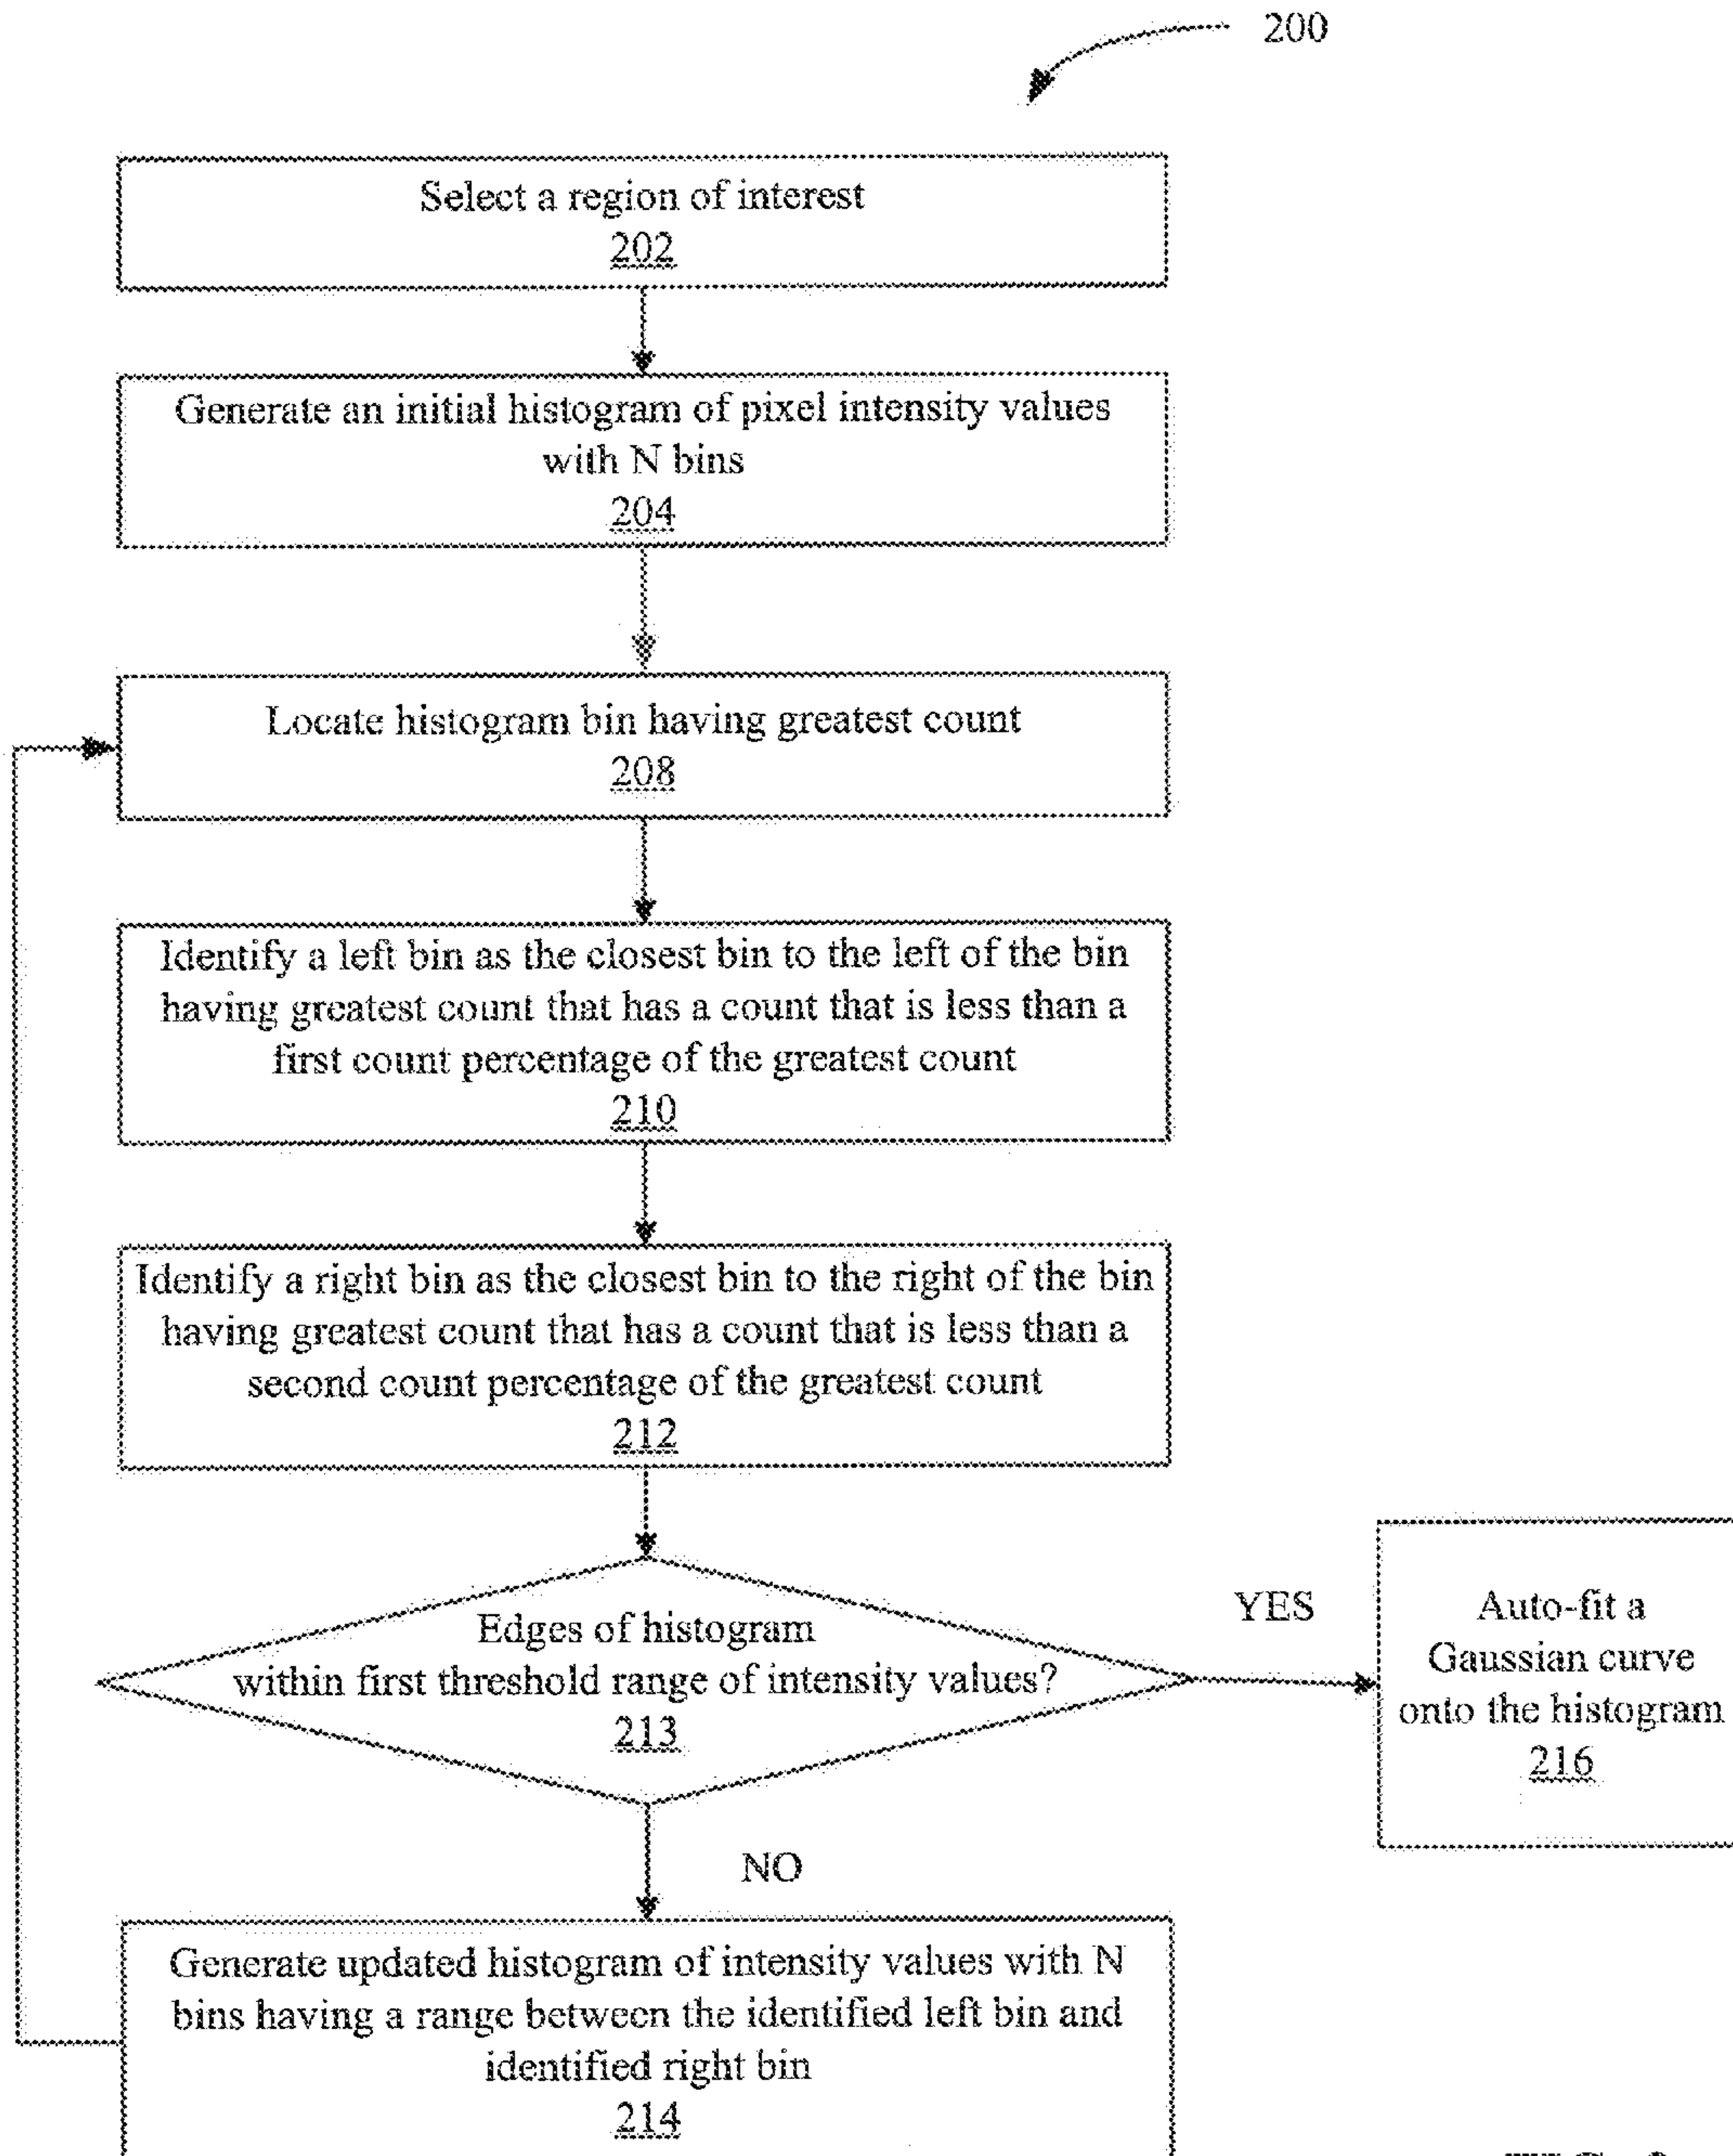 200
Select a region of interest
202
Generate an initial histogram of pixel intensity values
with N bins
204
Locate histogram bin having greatest count
208
Identify a left bin as the closest bin to the left of the bin
having greatest count that has a count that is less than a
first count percentage of the greatest count
210
Identify a right bin as the closest bin to the right of the bin
having greatest count that has a count that is less than a
second count percentage of the greatest count
212
Edges of histogram
within first threshold range of intensity values?
213
YES
Auto-fit a
Gaussian curve
onto the histogram
216
NO
Generate updated histogram of intensity values with N
bins having a range between the identified left bin and
identified right bin
214